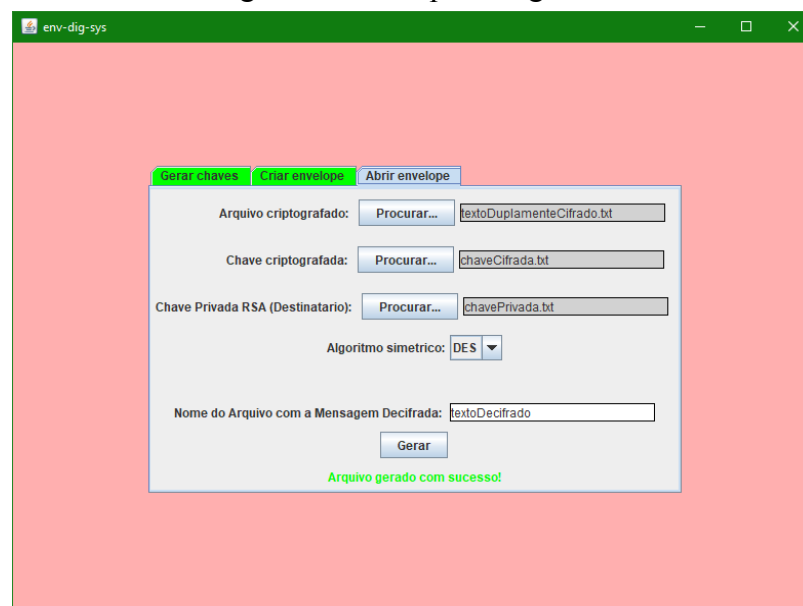 env-dig-sys
Gerar chaves Criar envelope Abrir envelope
Arquivo criptografado: Procurar... textoDuplamenteCifrado.txt
Chave criptografada: Procurar... chaveCifrada.txt
Chave Privada RSA (Destinatario): Procurar... chavePrivada.txt
Algoritmo simetrico: DES
Nome do Arquivo com a Mensagem Decifrada: textoDecifrado
Gerar
Arquivo gerado com sucesso!